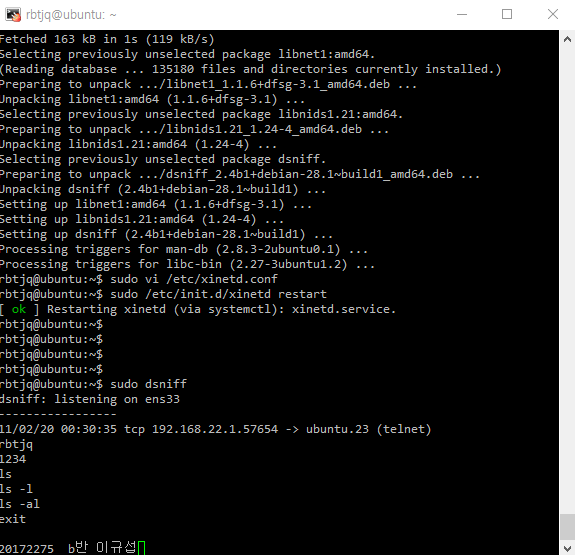 rbtjq@ubuntu: ~
Fetched 163 kB in 1s (119 kB/s)
Selecting previously unselected package libnet1:amd64.
(Reading database ... 135180 files and directories currently installed.)
Preparing to unpack .../libnet1_1.1.6+dfsg-3.1_amd64.deb ...
Unpacking libnet1:amd64 (1.1.6+dfsg-3.1) ...
Selecting previously unselected package libnids1.21:amd64.
Preparing to unpack .../libnids1.21_1.24-4_amd64.deb ...
Unpacking libnids1.21:amd64 (1.24-4) ...
Selecting previously unselected package dsniff.
Preparing to unpack .../dsniff_2.4b1+debian-28.1~build1_amd64.deb ...
Unpacking dsniff (2.4b1+debian-28.1~build1) ...
Setting up libnet1:amd64 (1.1.6+dfsg-3.1) ...
Setting up libnids1.21:amd64 (1.24-4) ...
Setting up dsniff (2.4b1+debian-28.1~build1) ...
Processing triggers for man-db (2.8.3-2ubuntu0.1) ...
Processing triggers for libc-bin (2.27-3ubuntu1.2) ...
rbtjq@ubuntu:~$ sudo vi /etc/xinetd.conf
rbtjq@ubuntu:~$ sudo /etc/init.d/xinetd restart
[ ok ] Restarting xinetd (via systemctl): xinetd.service.
rbtjq@ubuntu:~$
rbtjq@ubuntu:~$
rbtjq@ubuntu:~$
rbtjq@ubuntu:~$
rbtjq@ubuntu:~$ sudo dsniff
dsniff: listening on ens33
-----------------
11/02/20 00:30:35 tcp 192.168.22.1.57654 -> ubuntu.23 (telnet)
rbtjq
1234
ls
ls -l
ls -al
exit
20172275 b반 이규섭